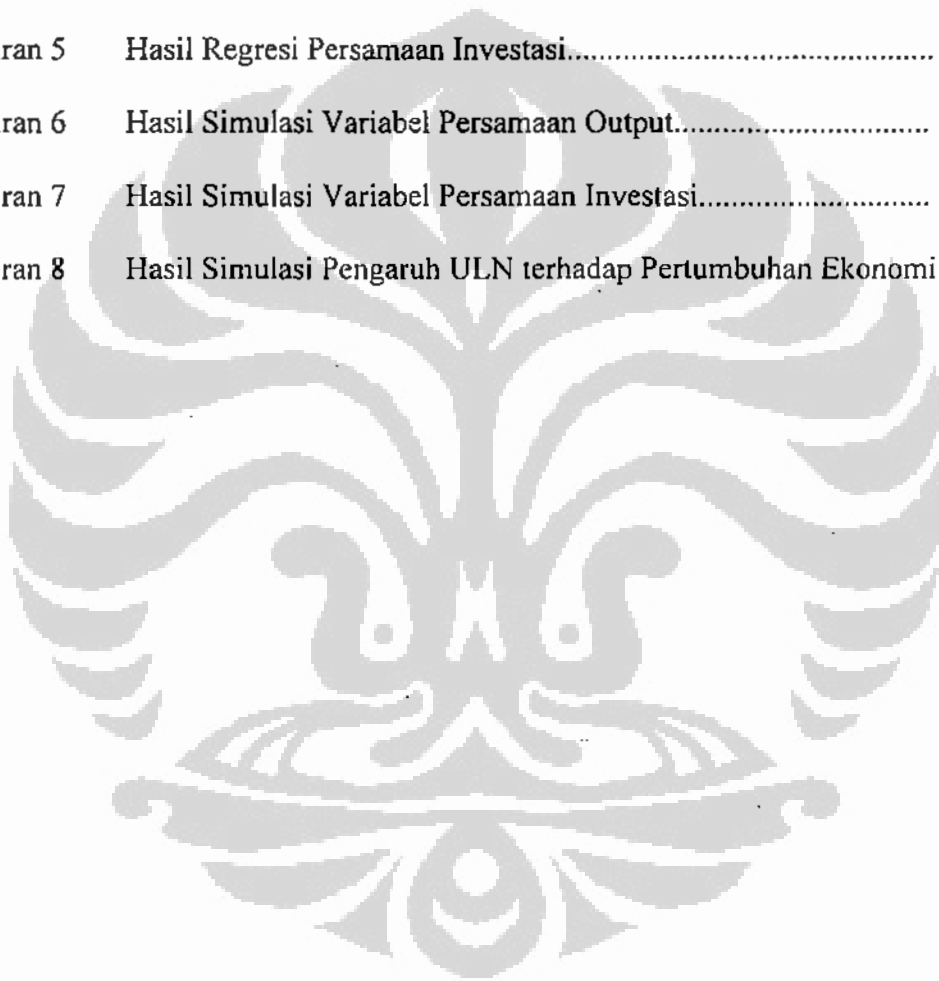 ran 5 Hasil Regresi Persamaan Investasi..........................................
ran 6 Hasil Simulasi Variabel Persamaan Output.............................
ran 7 Hasil Simulasi Variabel Persamaan Investasi..........................
ran 8 Hasil Simulasi Pengaruh ULN terhadap Pertumbuhan Ekonomi